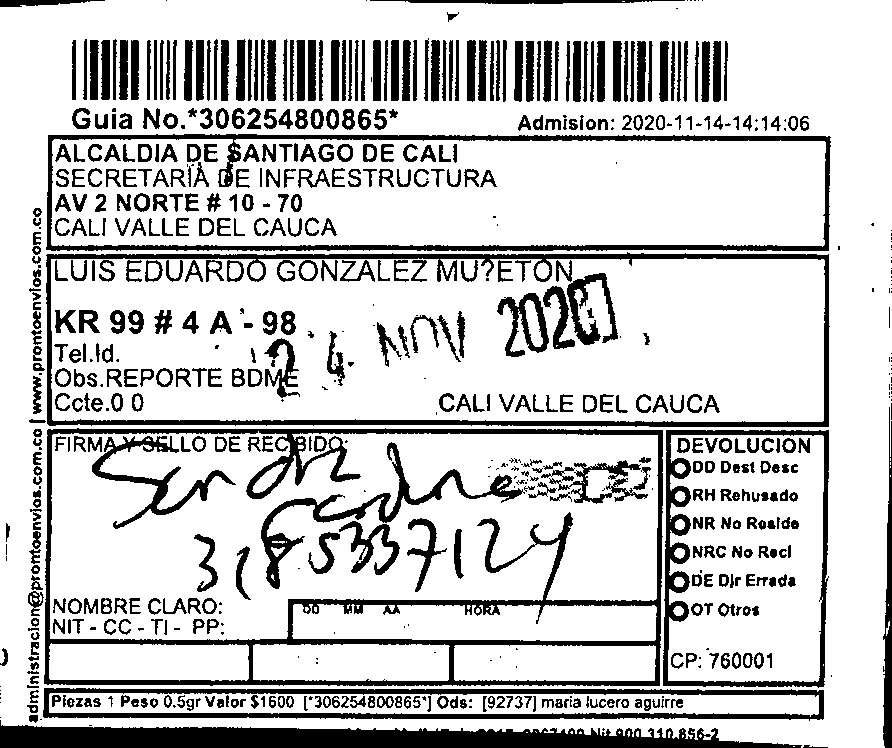 Guia No.*306254800865*
Admision: 2020-11-14-14:14:06
ALCALDIA DE SANTIAGO DE CALI
SECRETARIA DE INFRAESTRUCTURA
AV 2 NORTE # 10 - 70
CALI VALLE DEL CAUCA
LUIS EDUARDO GONZALEZ MU?ETON
KR 99 # 4 A - 98
24 NOV 2020
Tel.Id.
Obs.REPORTE BDME
Ccte.0 0
CALI VALLE DEL CAUCA
administracion@prontoenvios.com.co | www.prontoenvios.com.co
FIRMA Y SELLO DE RECIBIDO:
3185337124
NOMBRE CLARO:
NIT - CC - TI - PP:
DD MM AA HORA
DEVOLUCION
DD Dest Desc
RH Rehusado
NR No Reside
NRC No Recl
DE Dir Errada
OT Otros
CP: 760001
Piezas 1 Peso 0.5gr Valor $1600 [*306254800865*] Ods: [92737] maria lucero aguirre
Nit 900.310.856-2